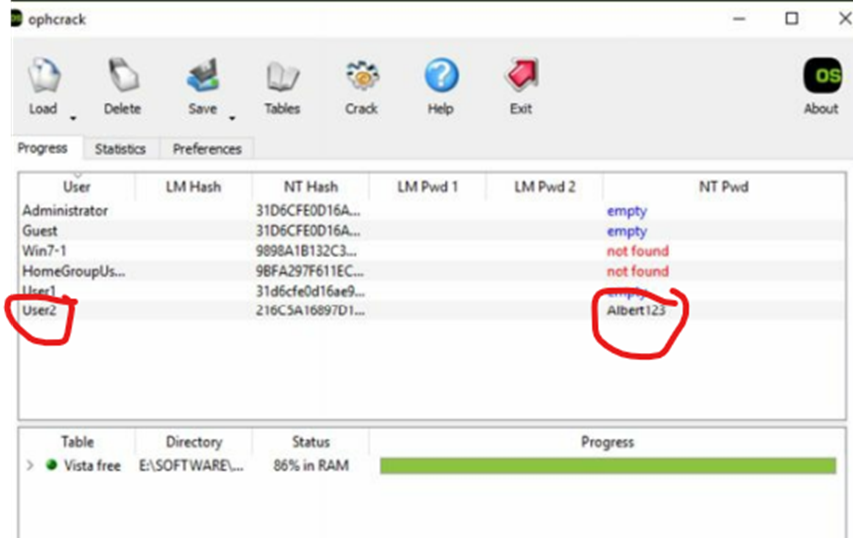 ophcrack
Load Delete Save Tables Crack Help Exit OS About
Progress Statistics Preferences
User LM Hash NT Hash LM Pwd 1 LM Pwd 2 NT Pwd
Administrator 31D6CFE0D16A... empty
Guest 31D6CFE0D16A... empty
Win7-1 9898A1B132C3... not found
HomeGroupUs... 9BFA297F611EC... not found
User1 31d6cfe0d16ae9... empty
User2 216C5A16897D1... Albert123
Table Directory Status Progress
Vista free E:\SOFTWARE\... 86% in RAM